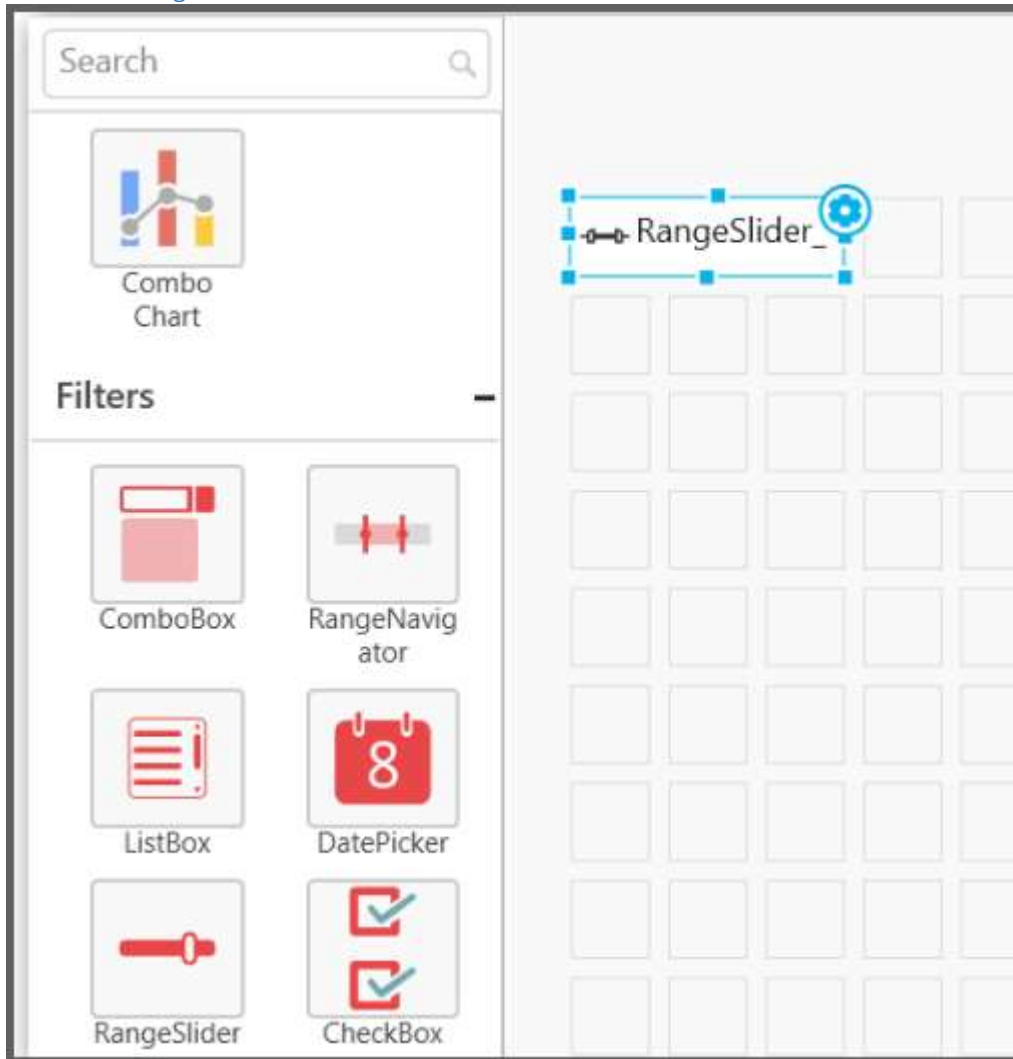 Search
Combo
Chart
RangeSlider_
Filters
ComboBox
RangeNavig
ator
ListBox
8
DatePicker
RangeSlider
CheckBox